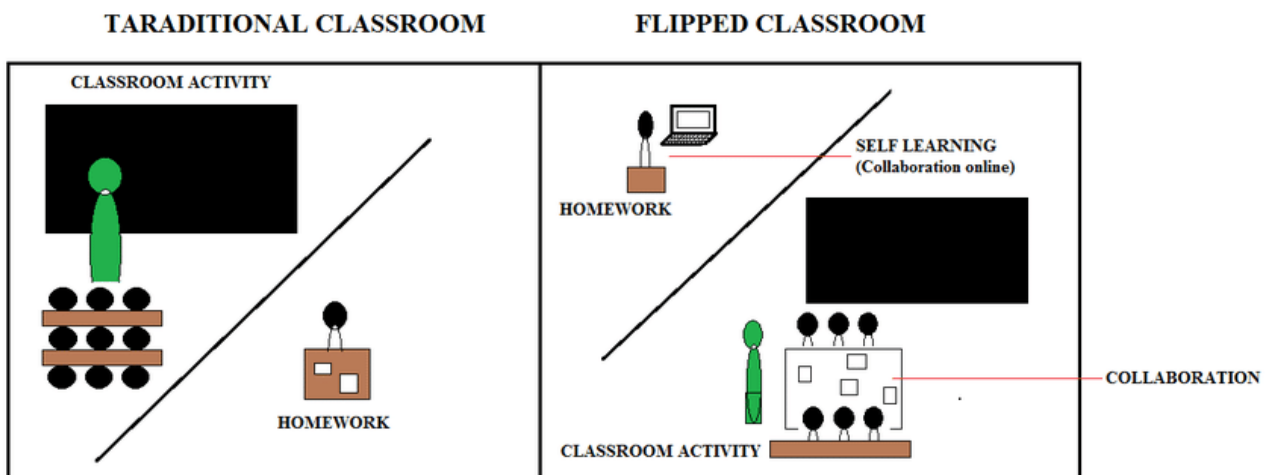 TARADITIONAL CLASSROOM
FLIPPED CLASSROOM
CLASSROOM ACTIVITY
HOMEWORK
SELF LEARNING
(Collaboration online)
HOMEWORK
COLLABORATION
CLASSROOM ACTIVITY